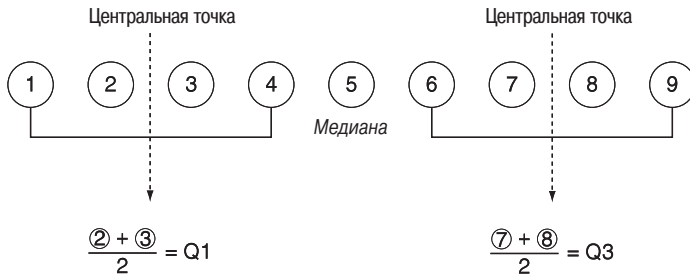 Центральная точка Центральная точка
1 2 3 4 5 6 7 8 9
Медиана
2 + 3 / 2 = Q1 7 + 8 / 2 = Q3